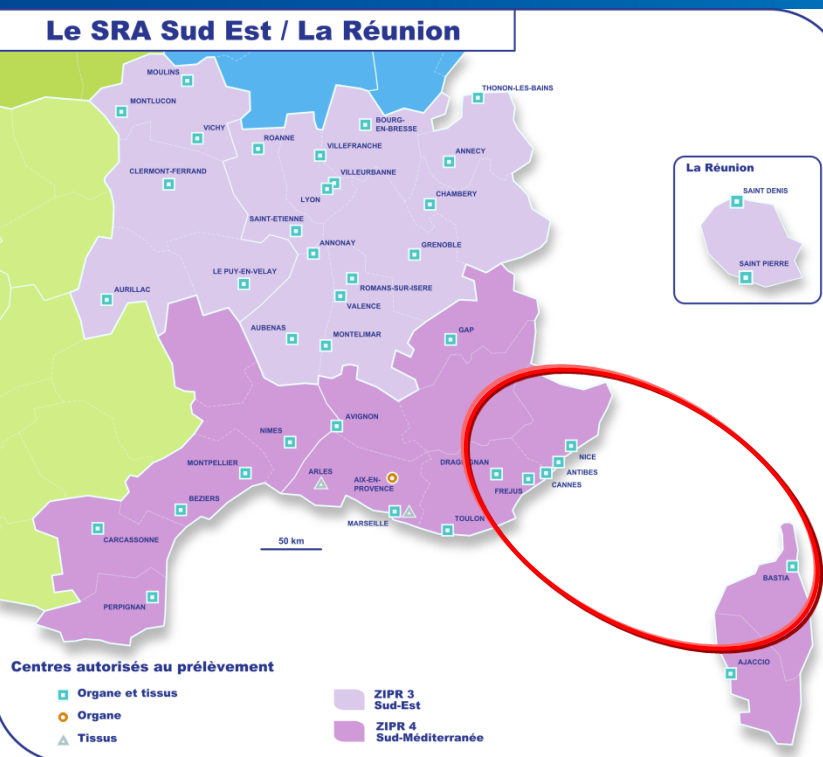 Le SRA Sud Est / La Réunion
MOULINS
THONON-LES-BAINS
MONTLUCON
BOURG-
EN-BRESSE
VICHY
ROANNE
VILLEFRANCHE
ANNECY
La Réunion
CLERMONT-FERRAND
VILLEURBANNE
SAINT DENIS
LYON
CHAMBERY
SAINT-ETIENNE
ANNONAY
GRENOBLE
SAINT PIERRE
LE PUY-EN-VELAY
AURILLAC
ROMANS-SUR-ISERE
VALENCE
AUBENAS
MONTELIMAR
GAP
AVIGNON
NIMES
NICE
MONTPELLIER
ARLES
AIX-EN-
PROVENCE
DRAGUIGNAN
ANTIBES
CANNES
FREJUS
BEZIERS
MARSEILLE
TOULON
CARCASSONNE
50 km
BASTIA
PERPIGNAN
AJACCIO
Centres autorisés au prélèvement
Organe et tissus
Organe
Tissus
ZIPR 3
Sud-Est
ZIPR 4
Sud-Méditerranée